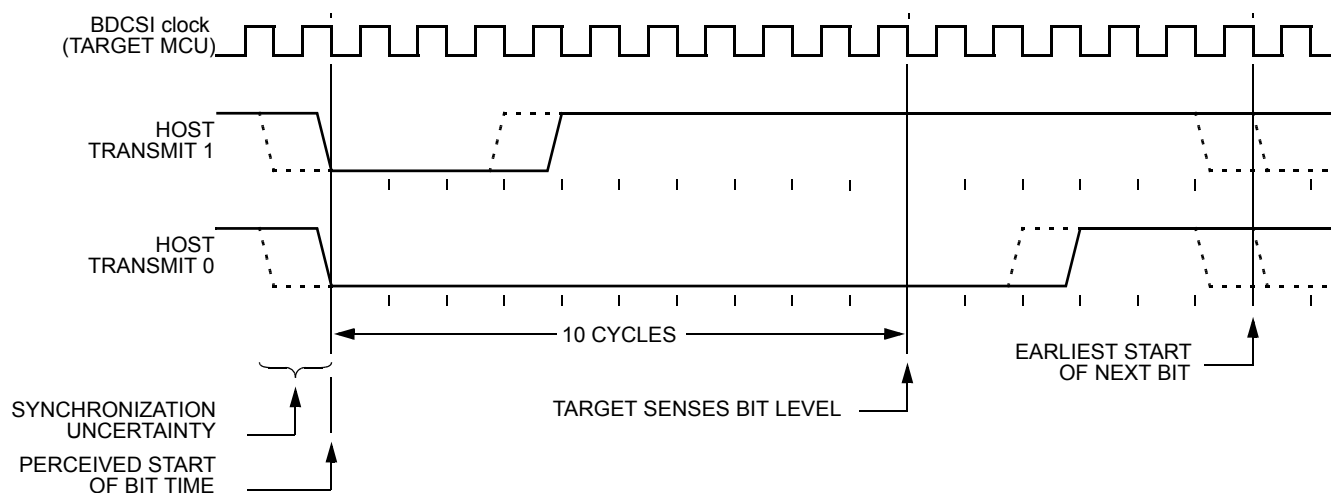 BDCSI clock
(TARGET MCU)
HOST
TRANSMIT 1
HOST
TRANSMIT 0
10 CYCLES
EARLIEST START
OF NEXT BIT
TARGET SENSES BIT LEVEL
SYNCHRONIZATION
UNCERTAINTY
PERCEIVED START
OF BIT TIME